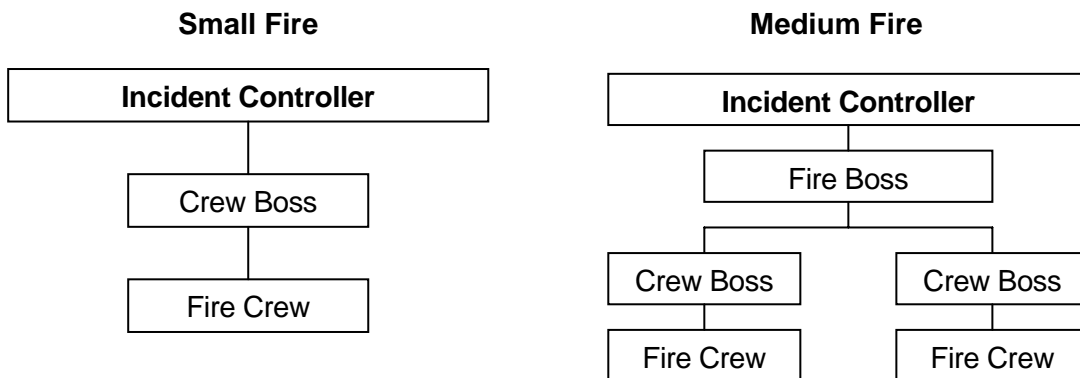 Small Fire
Incident Controller
Crew Boss
Fire Crew
Medium Fire
Incident Controller
Fire Boss
Crew Boss
Crew Boss
Fire Crew
Fire Crew